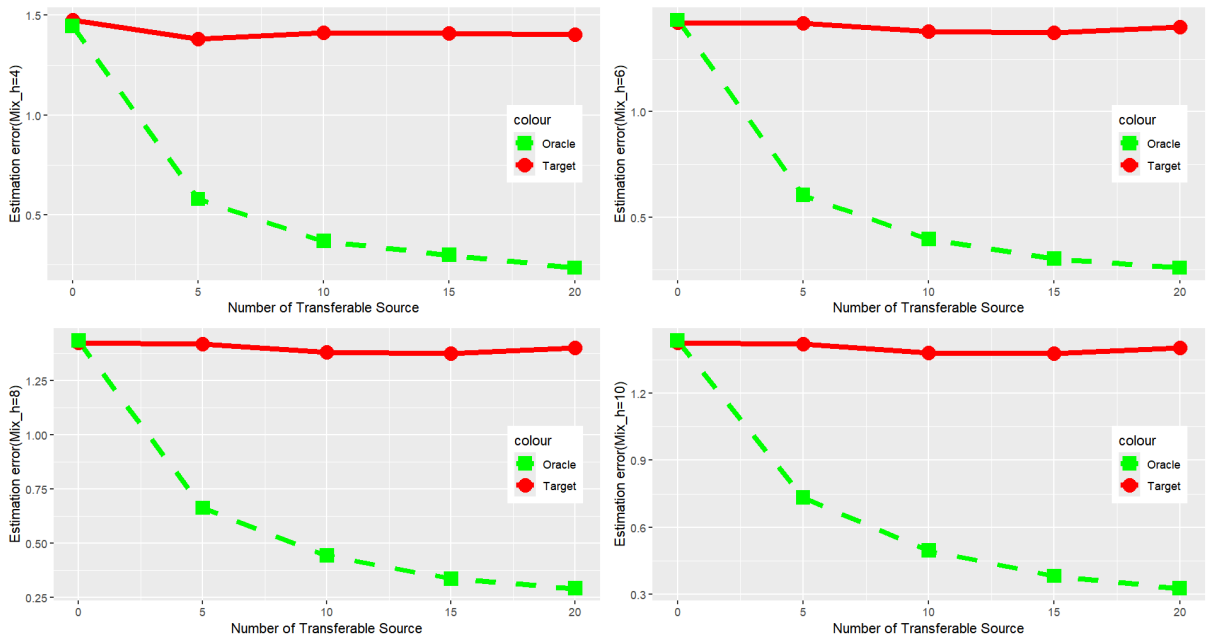 Estimation error(Mix_h=4)
1.5
1.0
0.5
0 5 10 15 20
Number of Transferable Source
colour
Oracle
Target
Estimation error(Mix_h=6)
1.0
0.5
0 5 10 15 20
Number of Transferable Source
colour
Oracle
Target
Estimation error(Mix_h=8)
1.25
1.00
0.75
0.50
0.25
0 5 10 15 20
Number of Transferable Source
colour
Oracle
Target
Estimation error(Mix_h=10)
1.2
0.9
0.6
0.3
0 5 10 15 20
Number of Transferable Source
colour
Oracle
Target